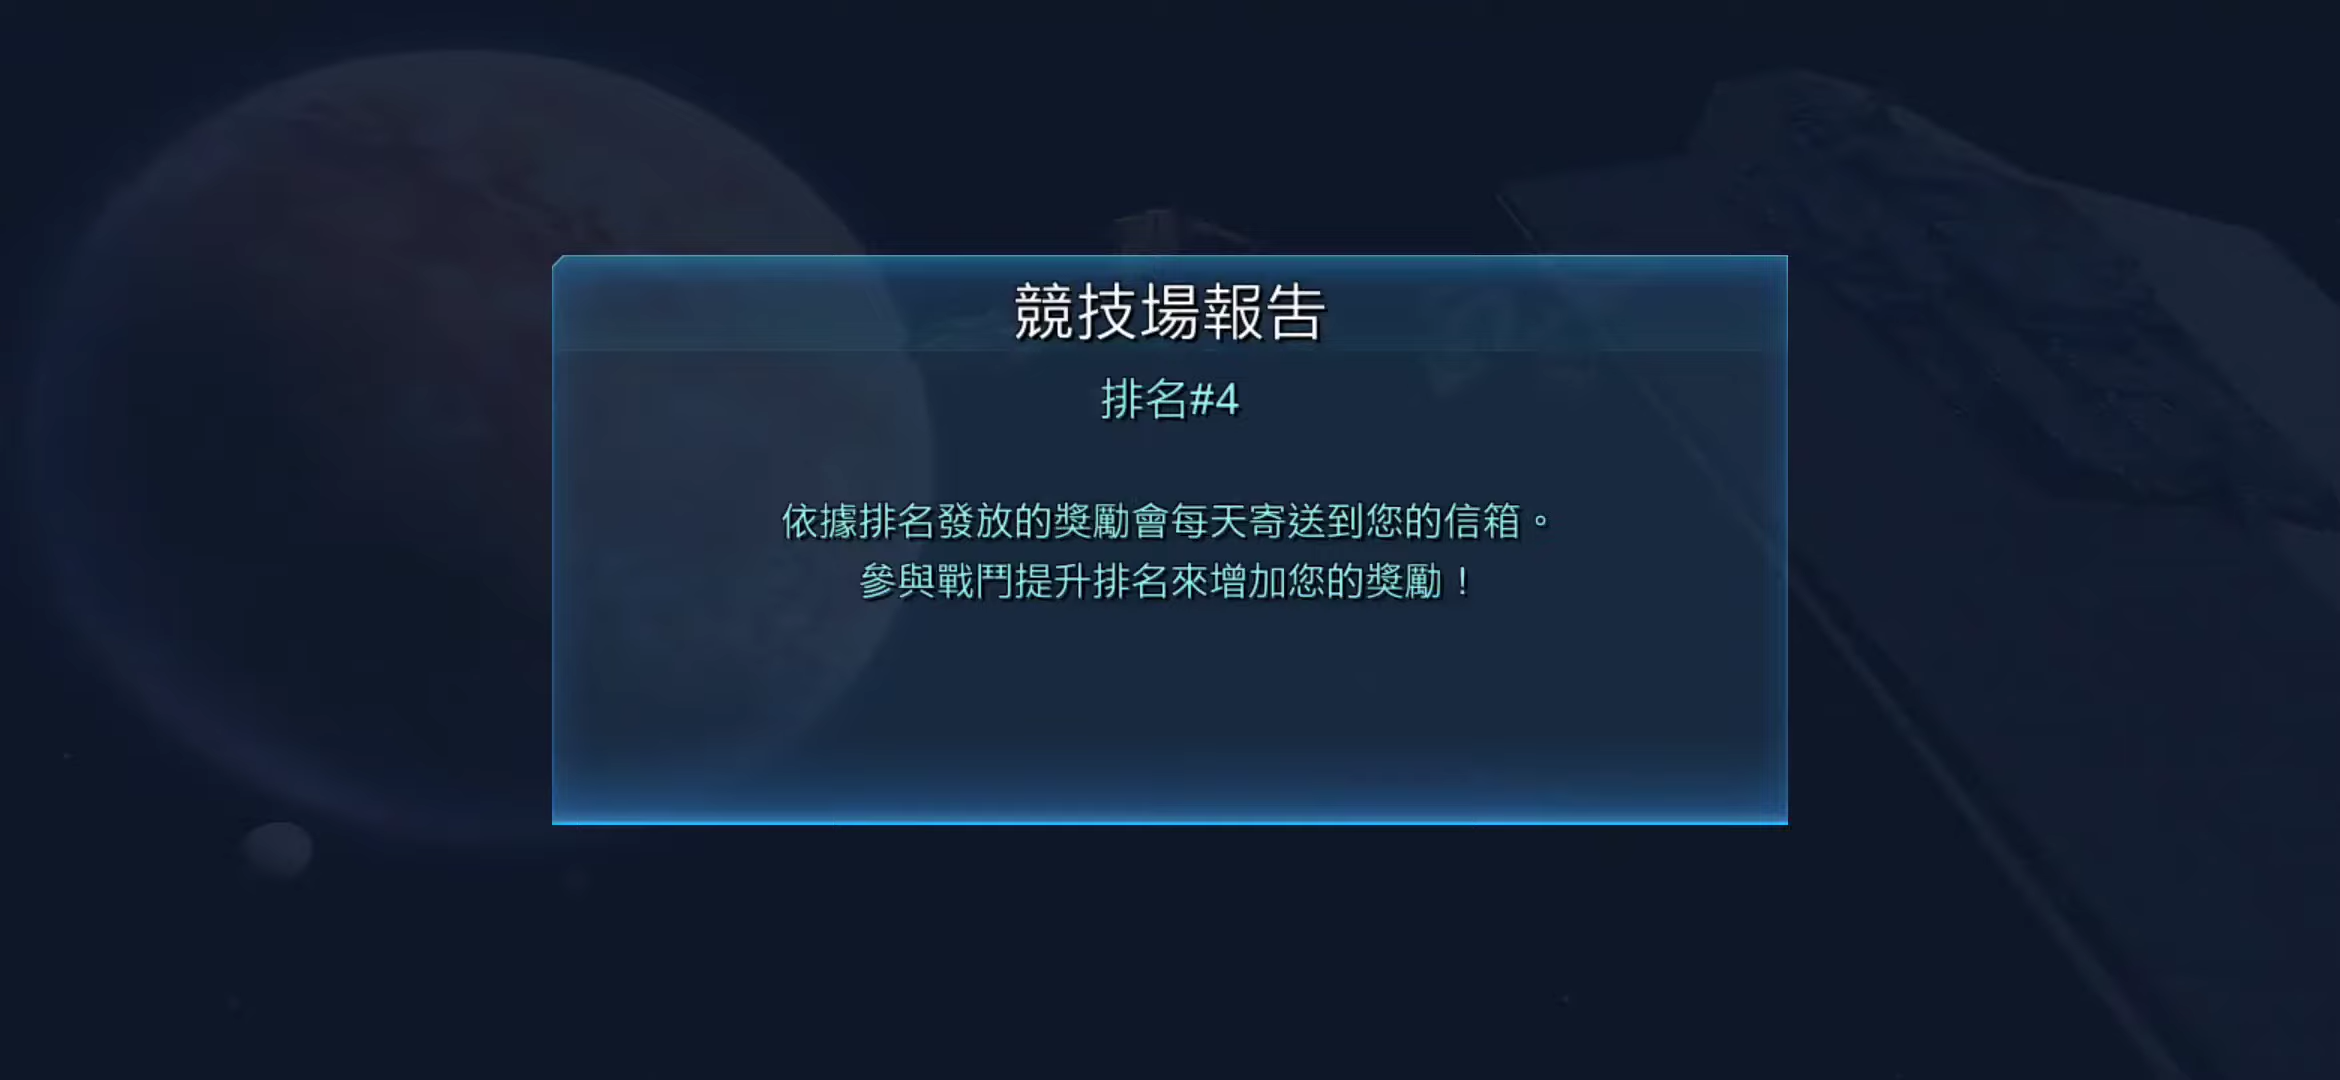 競技場報告
排名#4
依據排名發放的獎勵會每天寄送到您的信箱。
參與戰鬥提升排名來增加您的獎勵！